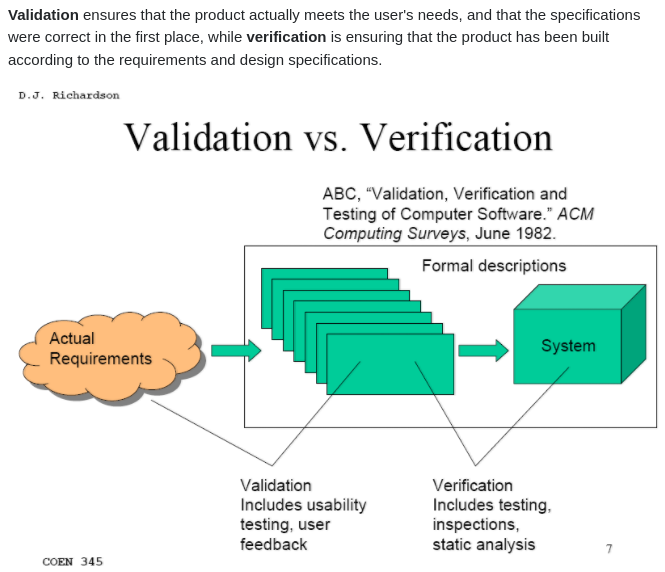 Validation ensures that the product actually meets the user's needs, and that the specifications
were correct in the first place, while verification is ensuring that the product has been built
according to the requirements and design specifications.
D.J. Richardson
Validation vs. Verification
ABC, “Validation, Verification and
Testing of Computer Software.” ACM
Computing Surveys, June 1982.
Formal descriptions
Actual
Requirements
System
Validation
Includes usability
testing, user
feedback
Verification
Includes testing,
inspections,
static analysis
7
COEN 345